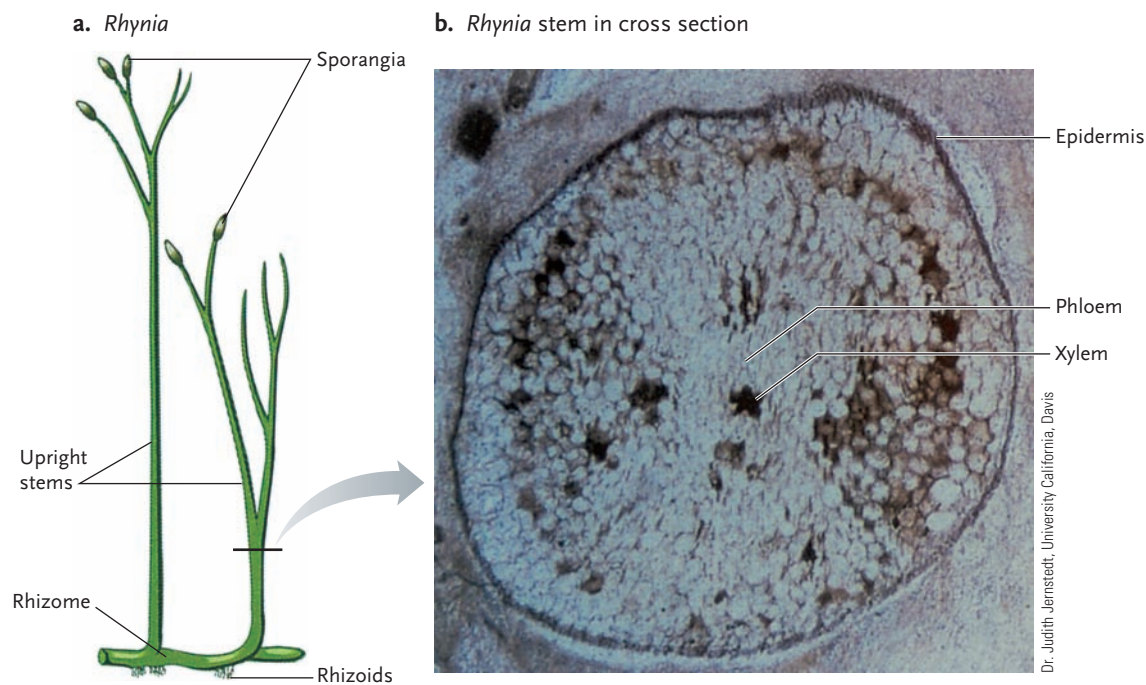 a. Rhynia
b. Rhynia stem in cross section
Sporangia
Upright
stems
Rhizome
Rhizoids
Epidermis
Phloem
Xylem
Dr. Judith Jernstedt, University California, Davis